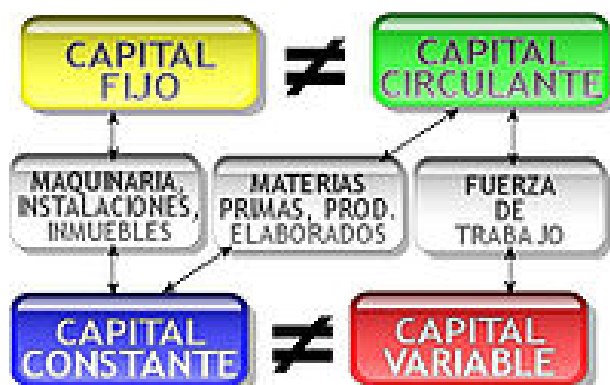 CAPITAL
FIJO
≠
CAPITAL
CIRCULANTE
MAQUINARIA,
INSTALACIONES,
INMUEBLES
MATERIAS
PRIMAS, PROD.
ELABORADOS
FUERZA
DE
TRABAJO
CAPITAL
CONSTANTE
≠
CAPITAL
VARIABLE